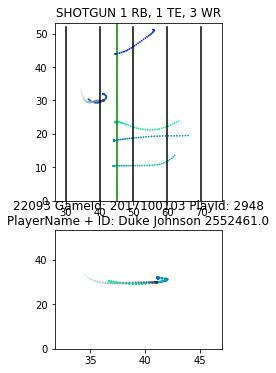 SHOTGUN 1 RB, 1 TE, 3 WR
50
40
30
20
10
0
30 40 50 60 70
22093 GameId: 2017100103 PlayId: 2948
PlayerName + ID: Duke Johnson 2552461.0
40
20
0
35 40 45